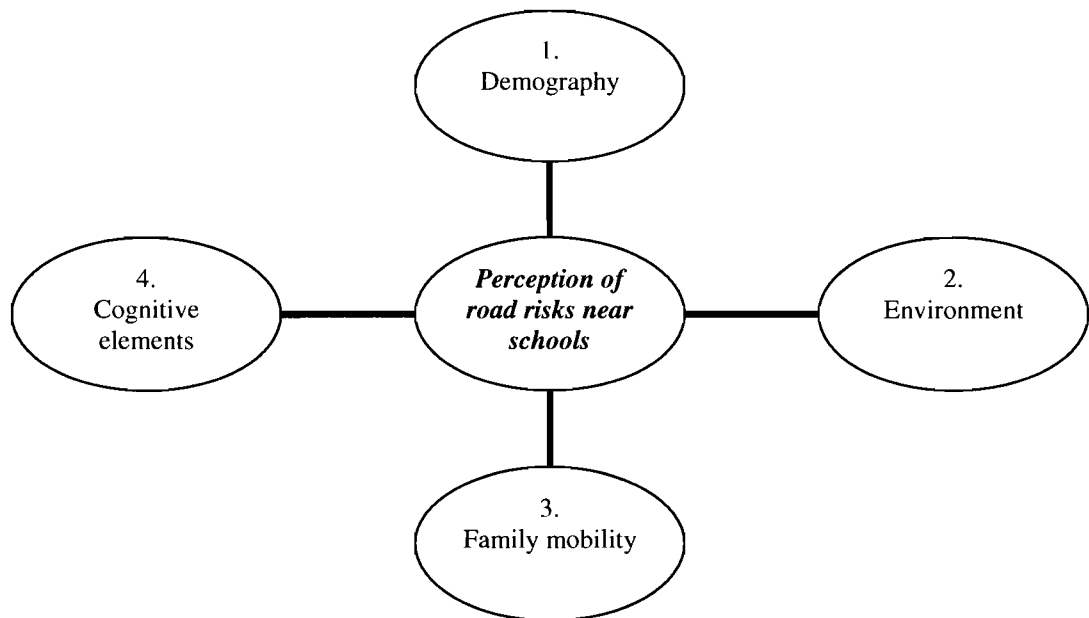 1.
Demography
4.
Cognitive
elements
Perception of
road risks near
schools
2.
Environment
3.
Family mobility